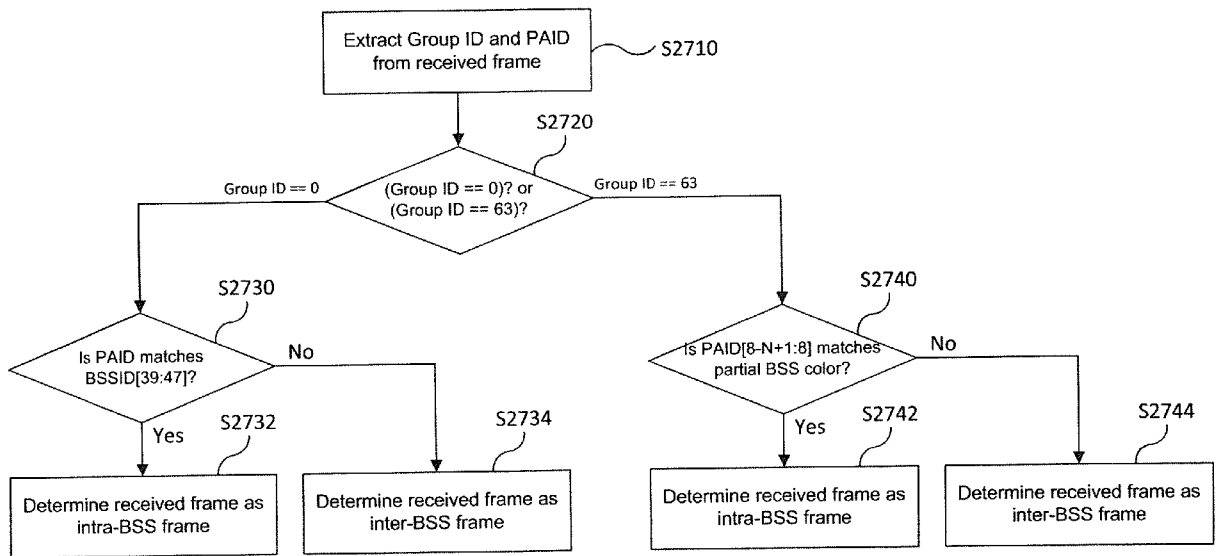 Extract Group ID and PAID
from received frame
S2710
S2720
Group ID == 0
(Group ID == 0)? or
(Group ID == 63)?
Group ID == 63
S2730
Is PAID matches
BSSID[39:47]?
No
Yes
S2740
Is PAID[8-N+1:8] matches
partial BSS color?
No
Yes
S2732
Determine received frame as
intra-BSS frame
S2734
Determine received frame as
inter-BSS frame
S2742
Determine received frame as
intra-BSS frame
S2744
Determine received frame as
inter-BSS frame